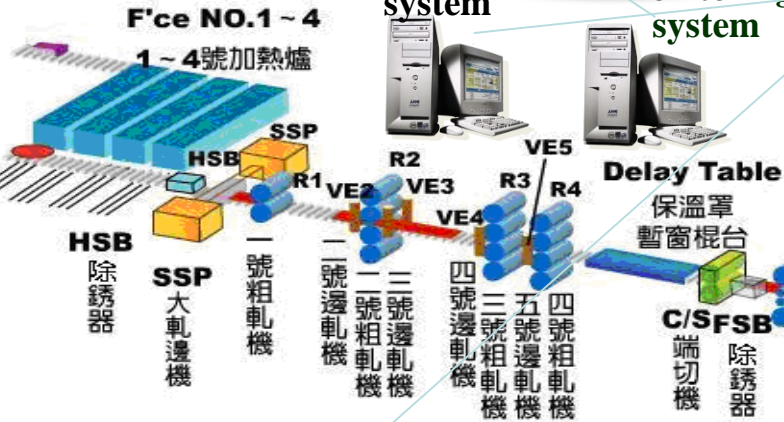 F'ce NO.1~4
1~4號加熱爐
system
system
SSP
HSB
R1
VE2
R2
VE3
VE4
R3
VE5
R4
Delay Table
保溫罩
暫窗棍台
HSB
除銹器
SSP
大軋邊機
一號粗軋機
二號邊軋機
二號粗軋機
三號邊軋機
四號邊軋機
三號粗軋機
五號邊軋機
四號粗軋機
C/S
端切機
FSB
除銹器